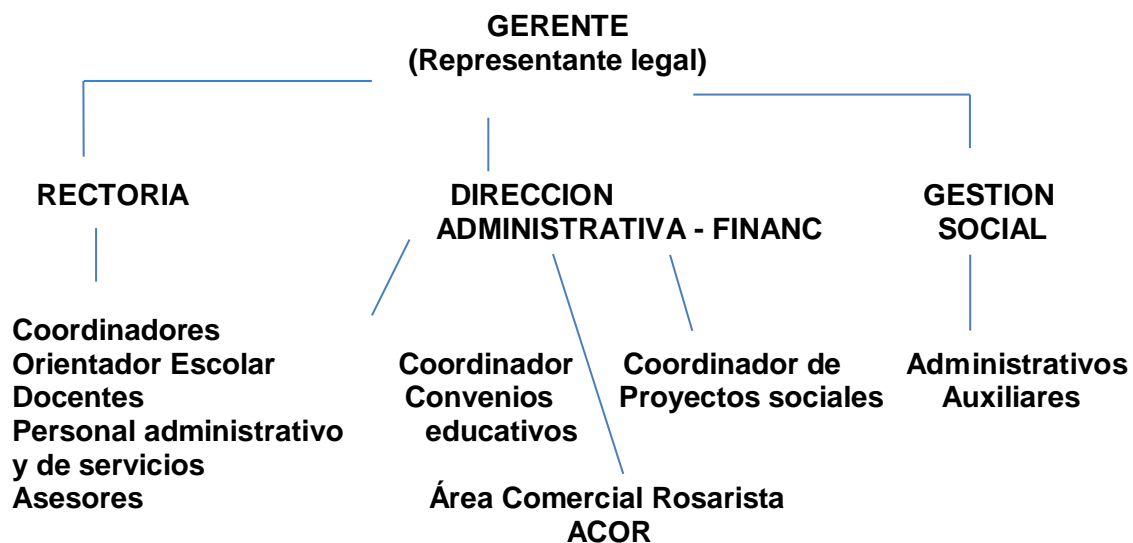 GERENTE
(Representante legal)
RECTORIA
DIRECCION
ADMINISTRATIVA - FINANC
GESTION
SOCIAL
Coordinadores
Orientador Escolar
Docentes
Personal administrativo
y de servicios
Asesores
Coordinador
Convenios
educativos
Coordinador de
Proyectos sociales
Administrativos
Auxiliares
Área Comercial Rosarista
ACOR